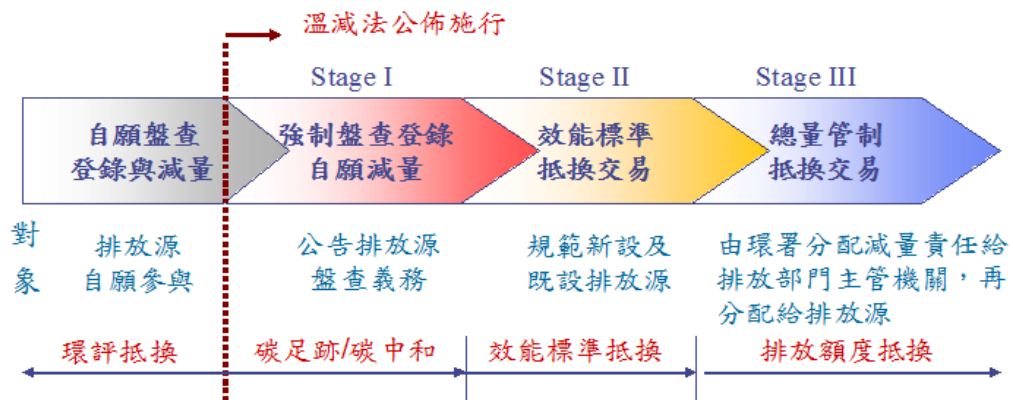 溫減法公佈施行
Stage I
Stage II
Stage III
自願盤查
登錄與減量
強制盤查登錄
自願減量
效能標準
抵換交易
總量管制
抵換交易
對象
排放源
自願參與
公告排放源
盤查義務
規範新設及
既設排放源
由環署分配減量責任給
排放部門主管機關，再
分配給排放源
環評抵換
碳足跡/碳中和
效能標準抵換
排放額度抵換